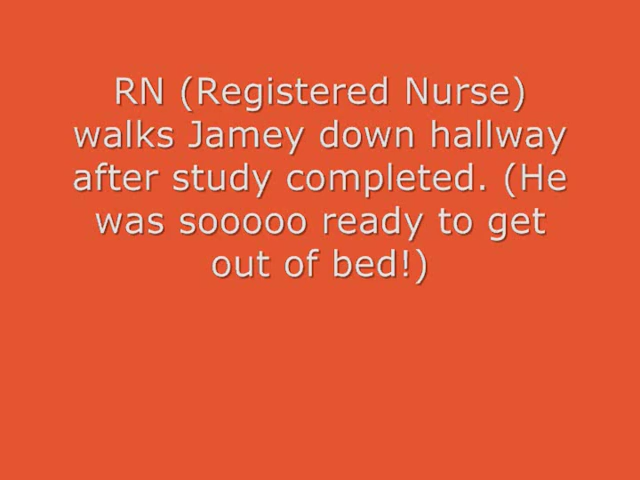 RN (Registered Nurse)
walks Jamey down hallway
after study completed. (He
was sooooo ready to get
out of bed!)